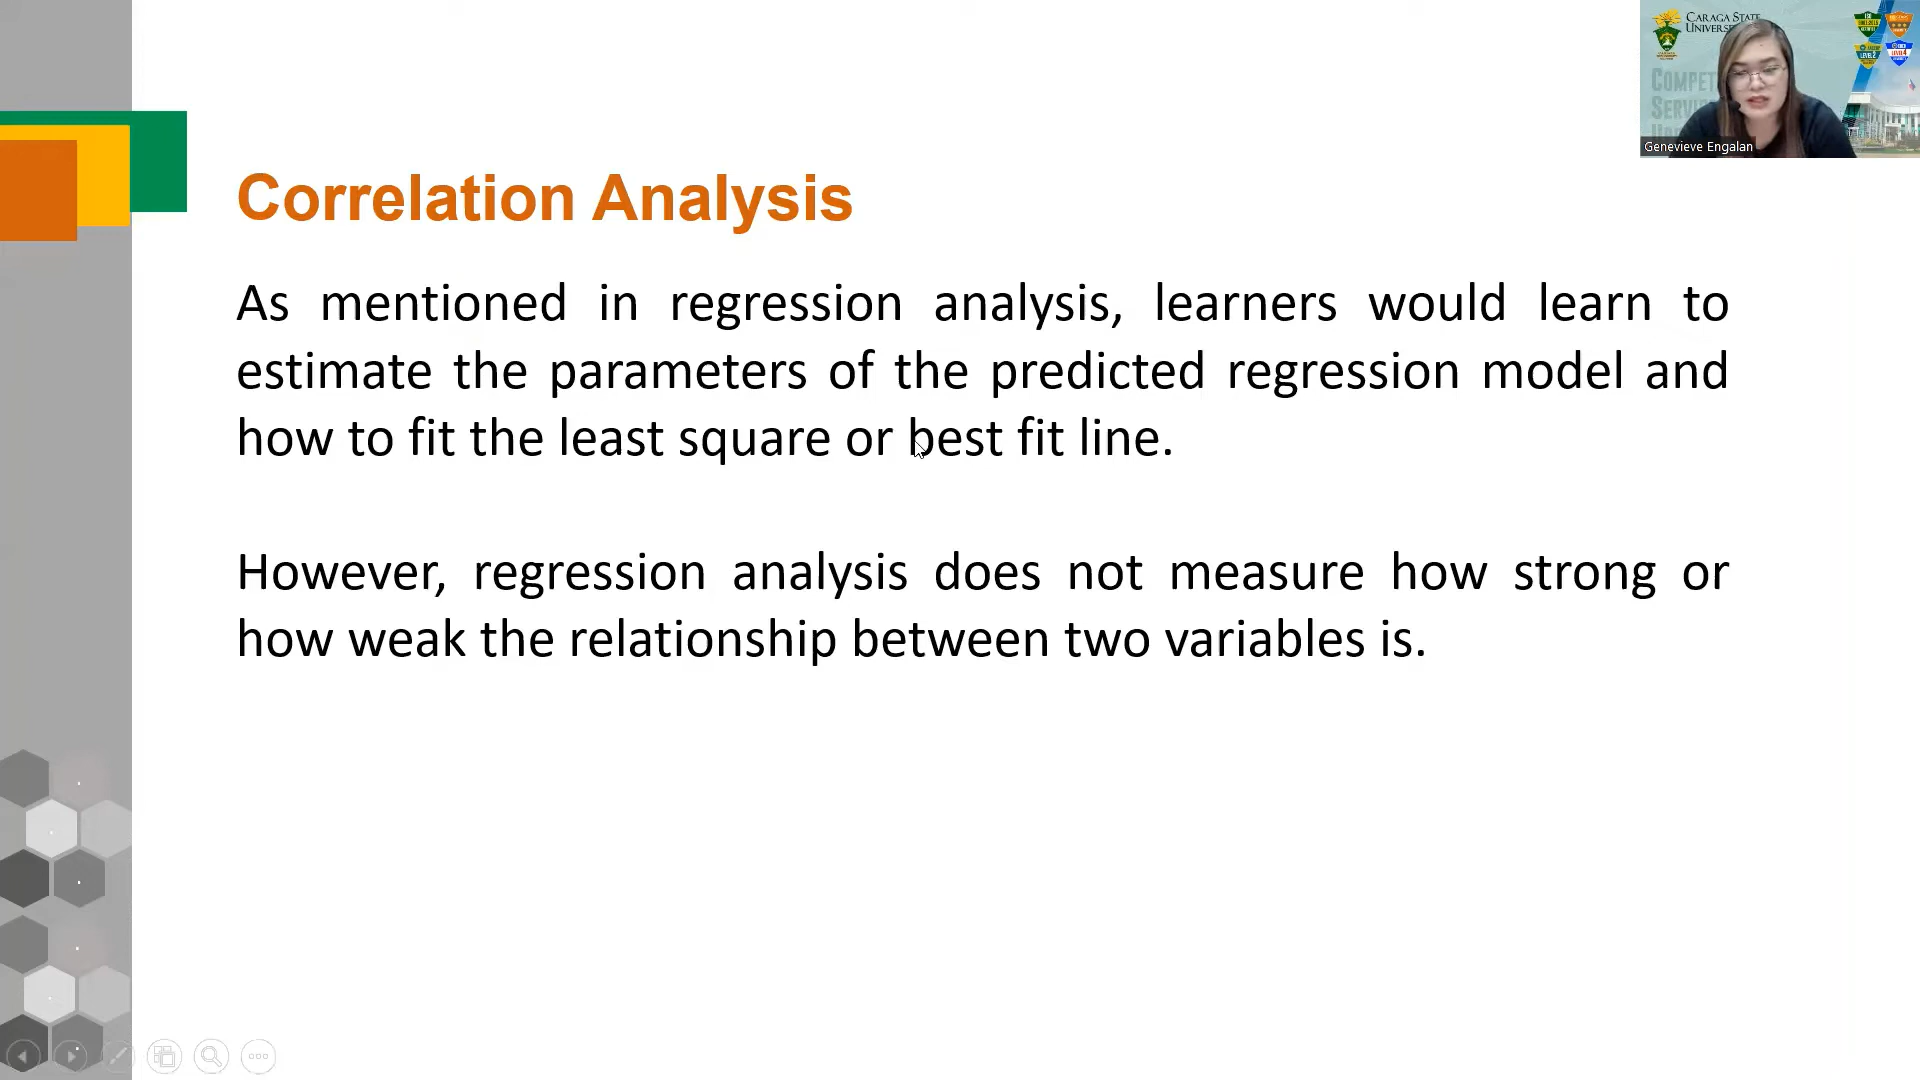 CARAGA STATE
Correlation Analysis
As mentioned in regression analysis, learners would learn to
estimate the parameters of the predicted regression model and
how to fit the least square or best fit line.
However, regression analysis does not measure how strong or
how weak the relationship between two variables is.
Genevieve Engalan